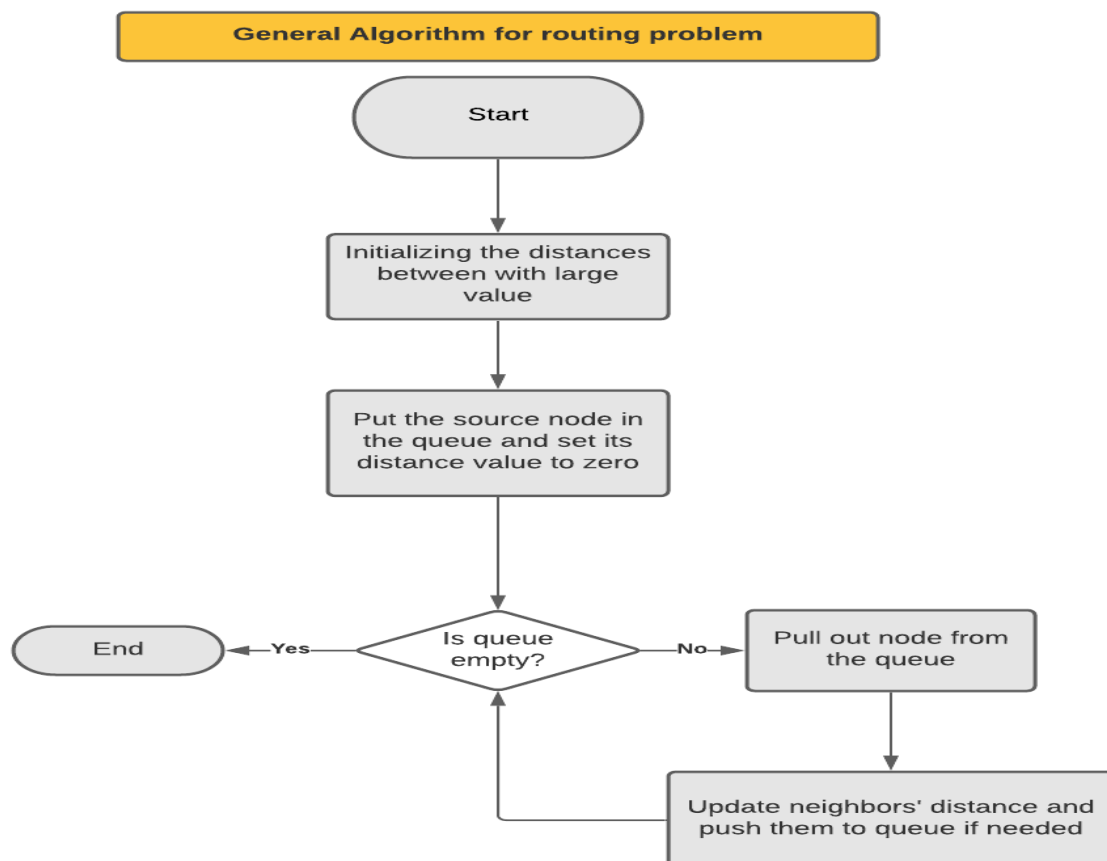 General Algorithm for routing problem
Start
Initializing the distances
between with large
value
Put the source node in
the queue and set its
distance value to zero
Is queue
empty?
Yes
End
No
Pull out node from
the queue
Update neighbors' distance and
push them to queue if needed